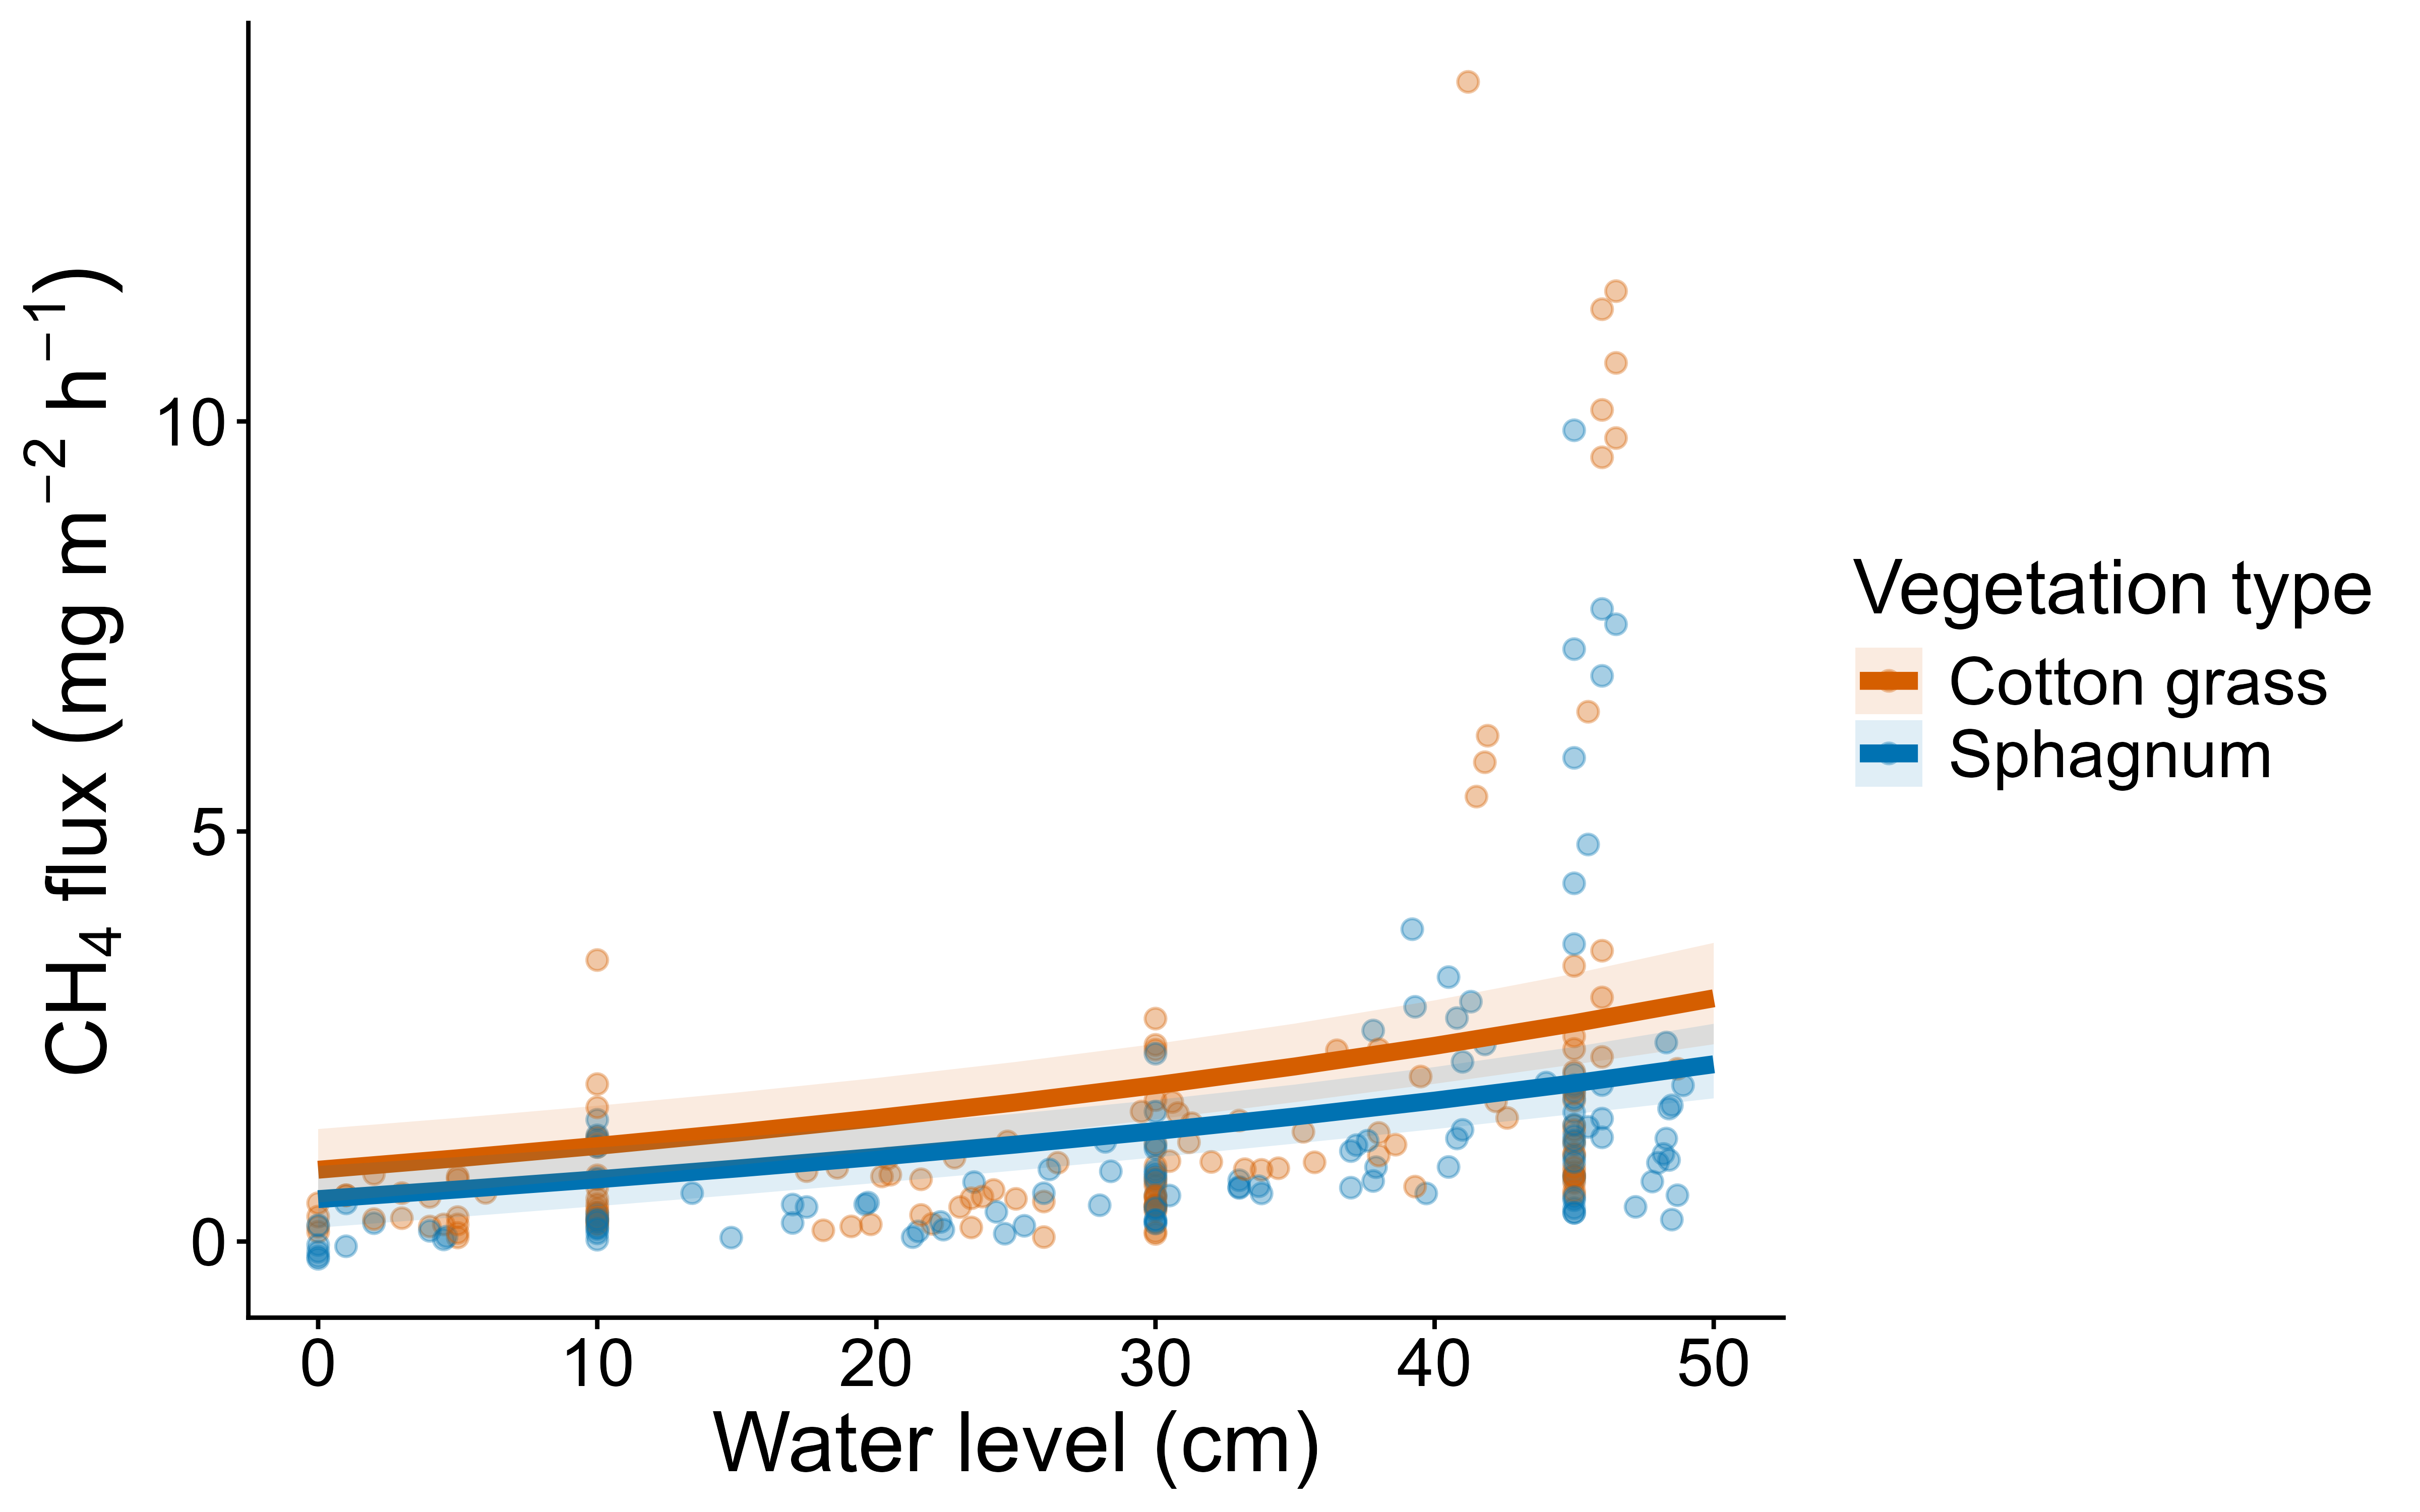 CH₄ flux (mg m⁻² h⁻¹)
10
5
0
0 10 20 30 40 50
Water level (cm)
Vegetation type
Cotton grass
Sphagnum